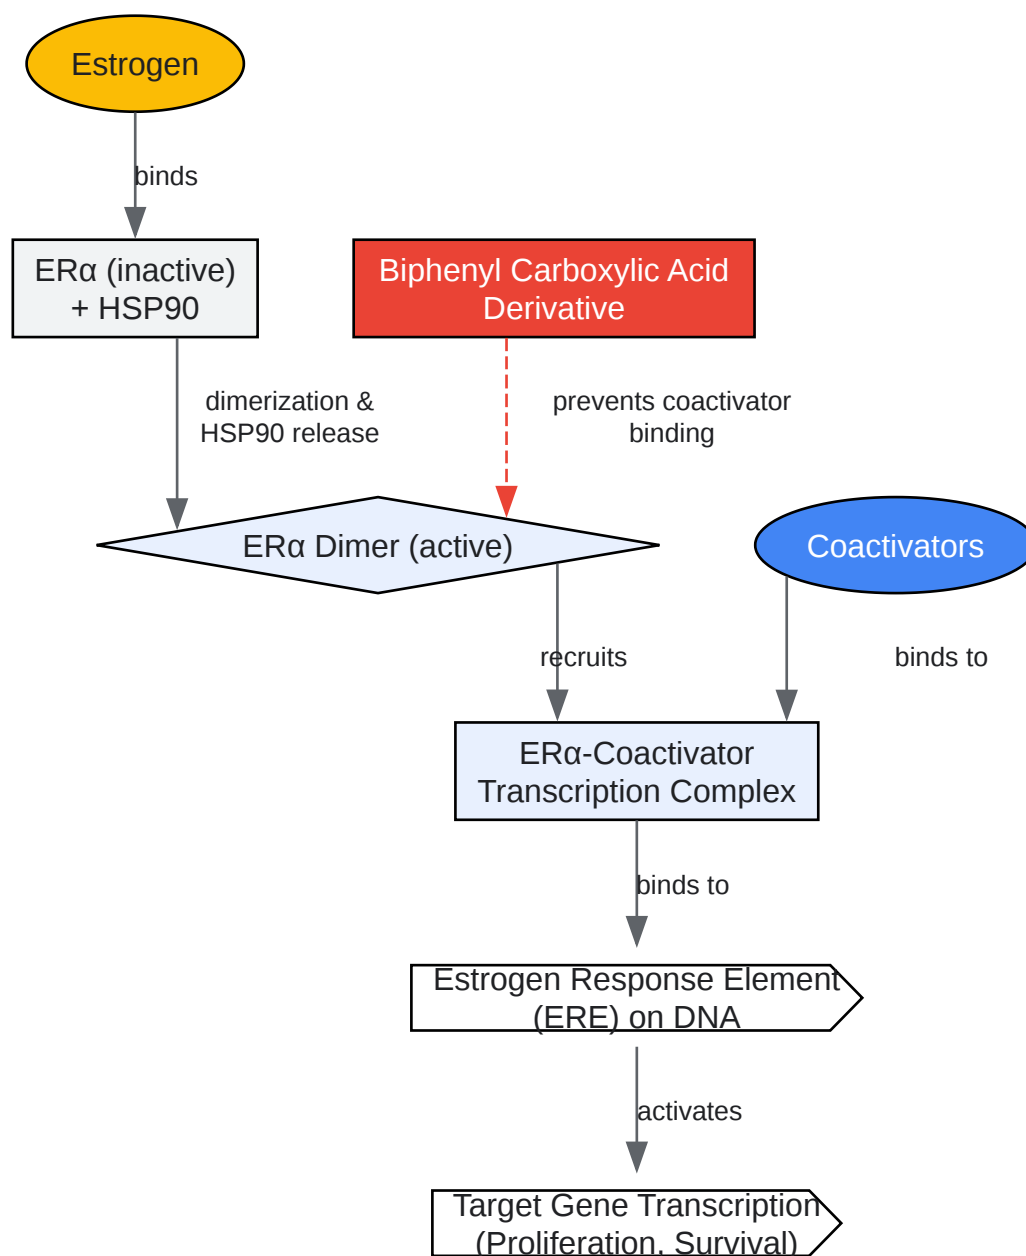 Estrogen
binds
ERα (inactive)
+ HSP90
Biphenyl Carboxylic Acid
Derivative
dimerization &
HSP90 release
prevents coactivator
binding
ERα Dimer (active)
Coactivators
recruits
binds to
ERα-Coactivator
Transcription Complex
binds to
Estrogen Response Element
(ERE) on DNA
activates
Target Gene Transcription
(Proliferation, Survival)